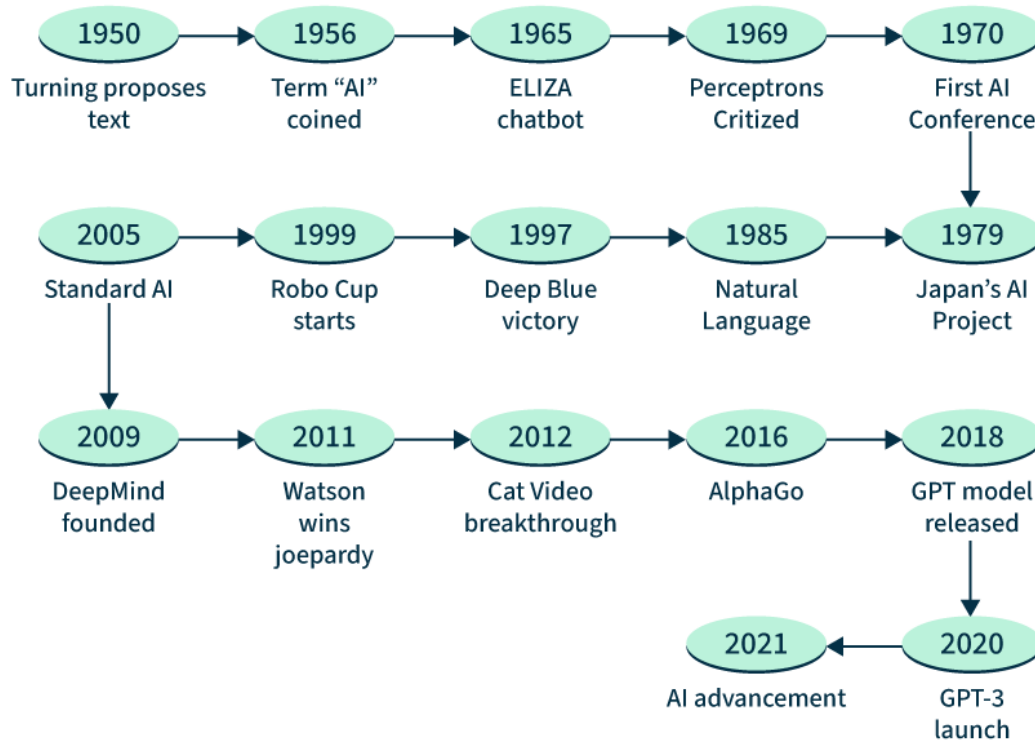 1950
Turning proposes
text
1956
Term “AI”
coined
1965
ELIZA
chatbot
1969
Perceptrons
Critized
1970
First AI
Conference
2005
Standard AI
1999
Robo Cup
starts
1997
Deep Blue
victory
1985
Natural
Language
1979
Japan’s AI
Project
2009
DeepMind
founded
2011
Watson
wins
joepardy
2012
Cat Video
breakthrough
2016
AlphaGo
2018
GPT model
released
2021
AI advancement
2020
GPT-3
launch